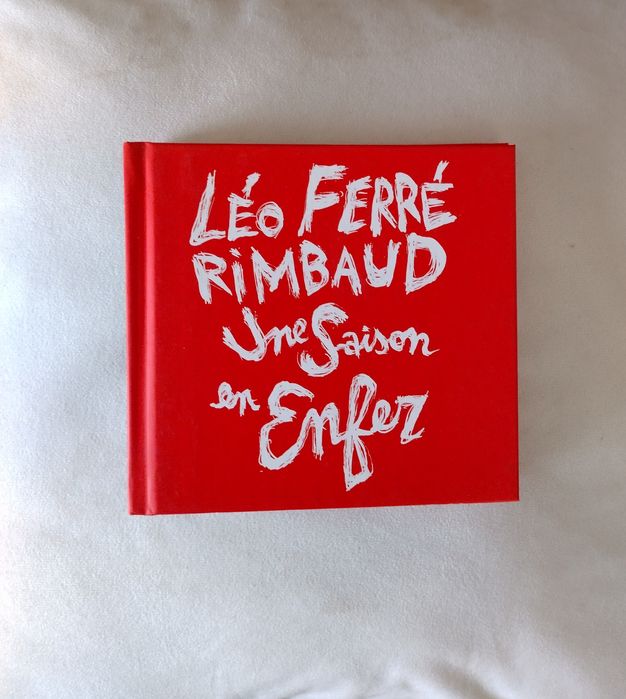 LÉO FERRÉ
RiMBAUD
Une Saison
en Enfer